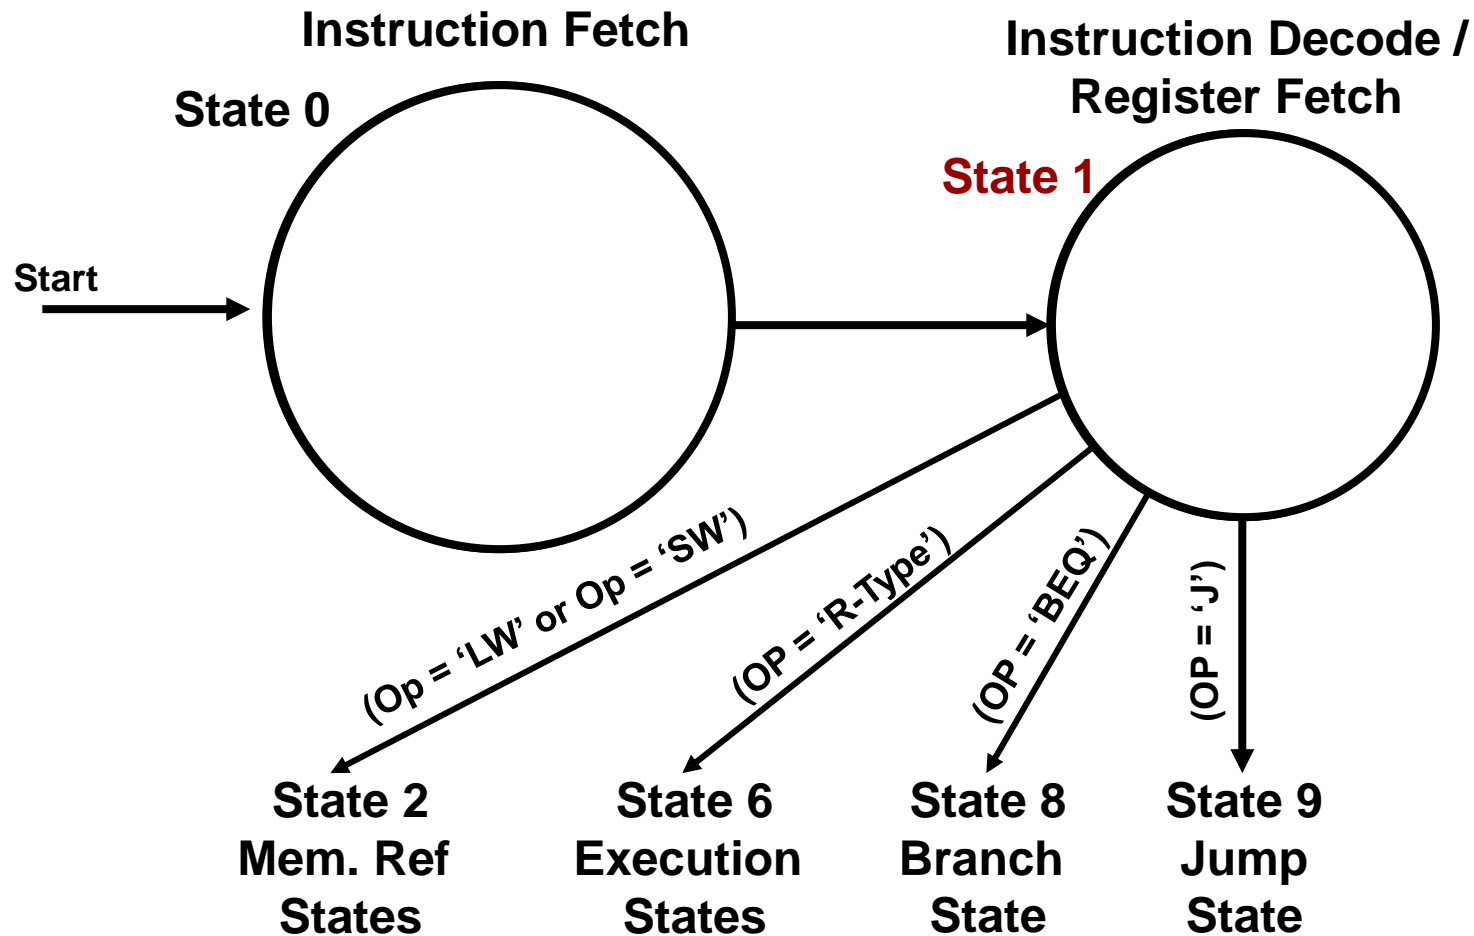 Instruction Fetch
Instruction Decode /
Register Fetch
State 0
State 1
Start
(Op = ‘LW’ or Op = ‘SW’)
(OP = ‘R-Type’)
(OP = ‘BEQ’)
(OP = ‘J’)
State 2
Mem. Ref
States
State 6
Execution
States
State 8
Branch
State
State 9
Jump
State